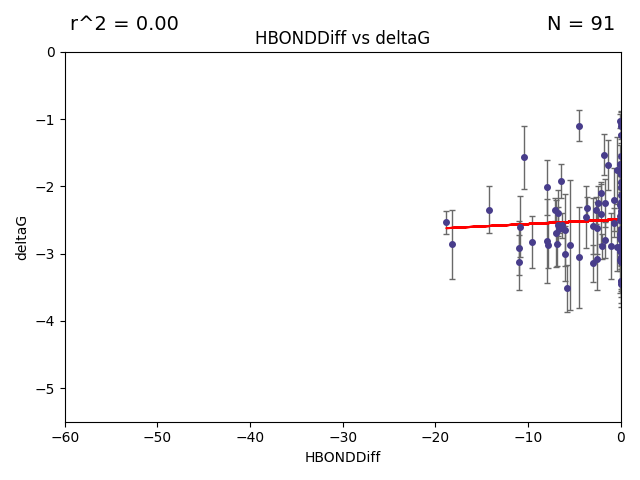 r^2 = 0.00
N = 91
HBONDDiff vs deltaG
deltaG
0
−1
−2
−3
−4
−5
−60
−50
−40
−30
−20
−10
0
HBONDDiff